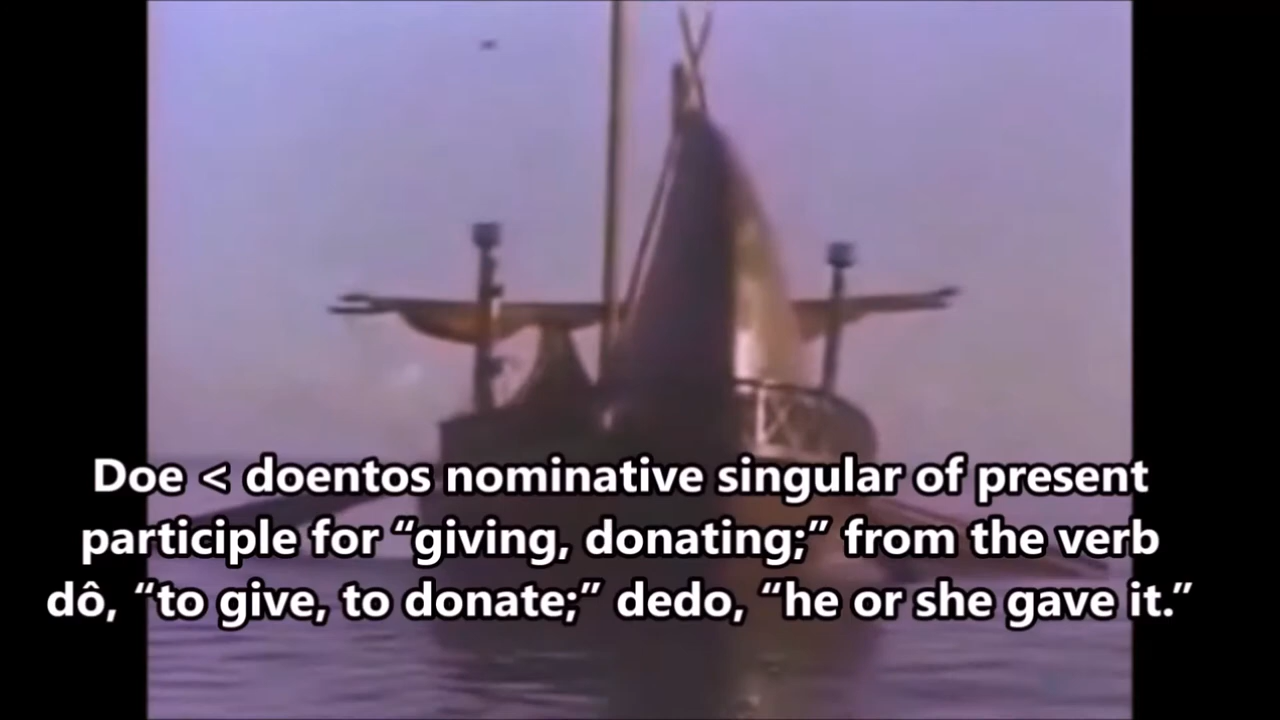 Doe < doentos nominative singular of present
participle for “giving, donating;” from the verb
dô, “to give, to donate;” dedo, “he or she gave it.”